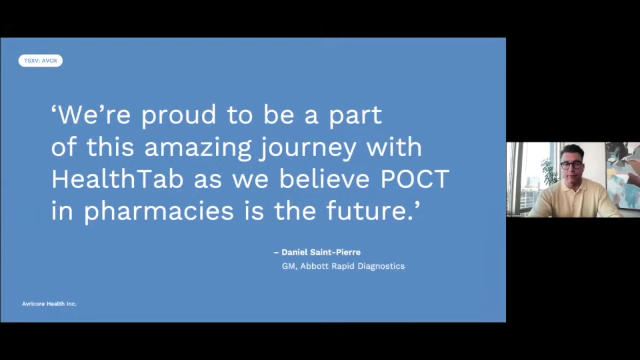 TSXV: AVCR
‘We’re proud to be a part
of this amazing journey with
HealthTab as we believe POCT
in pharmacies is the future.’
– Daniel Saint-Pierre
GM, Abbott Rapid Diagnostics
Avricore Health Inc.